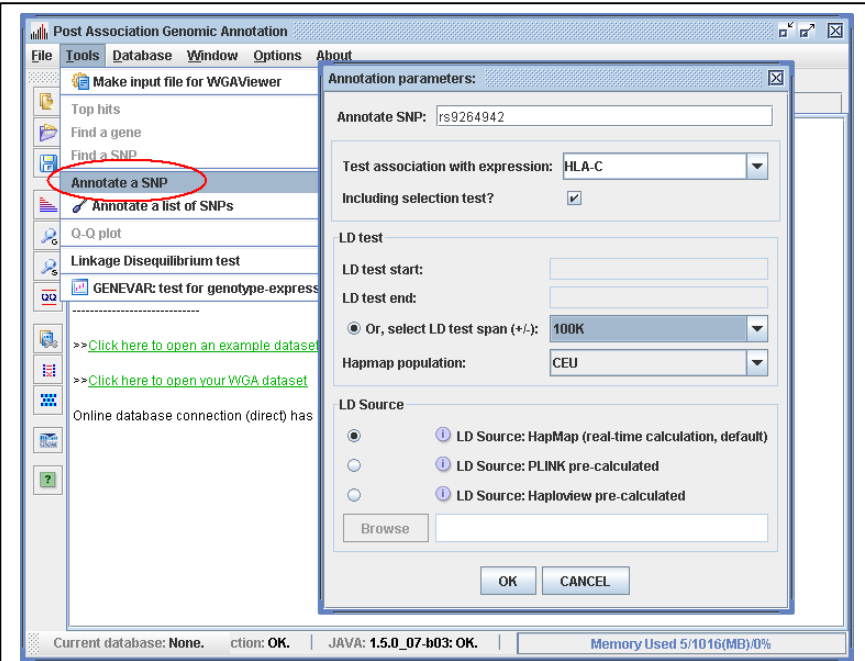 Post Association Genomic Annotation
File Tools Database Window Options About
Make input file for WGAViewer
Top hits
Find a gene
Find a SNP
Annotate a SNP
Annotate a list of SNPs
Q-Q plot
Linkage Disequilibrium test
GENEVAR: test for genotype-express
-----------------------------
>>Click here to open an example dataset
>>Click here to open your WGA dataset
Online database connection (direct) has
Annotation parameters:
Annotate SNP: rs9264942
Test association with expression: HLA-C
Including selection test?
LD test
LD test start:
LD test end:
Or, select LD test span (+/-): 100K
Hapmap population: CEU
LD Source
LD Source: HapMap (real-time calculation, default)
LD Source: PLINK pre-calculated
LD Source: Haploview pre-calculated
Browse
OK CANCEL
Current database: None. ction: OK. JAVA: 1.5.0_07-b03: OK. Memory Used 5/1016(MB)/0%